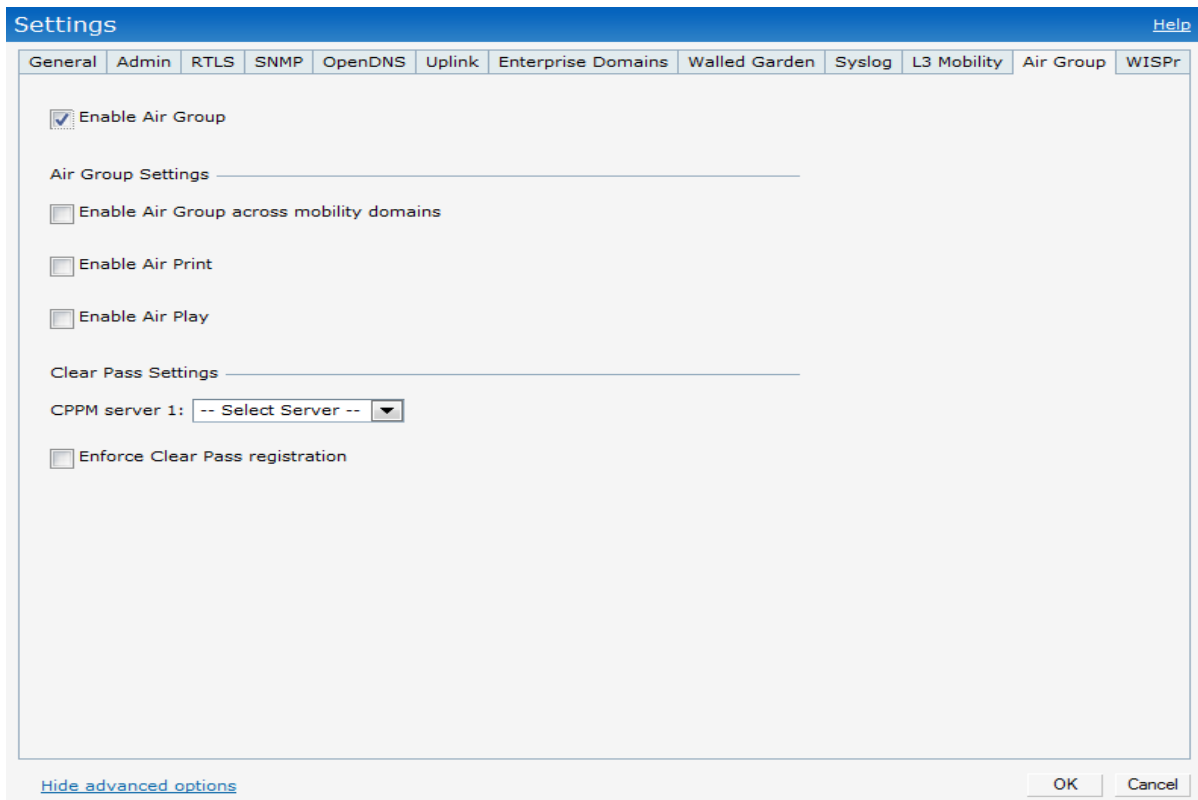 Settings
Help
General Admin RTLS SNMP OpenDNS Uplink Enterprise Domains Walled Garden Syslog L3 Mobility Air Group WISPr
Enable Air Group
Air Group Settings
Enable Air Group across mobility domains
Enable Air Print
Enable Air Play
Clear Pass Settings
CPPM server 1: -- Select Server --
Enforce Clear Pass registration
Hide advanced options
OK Cancel